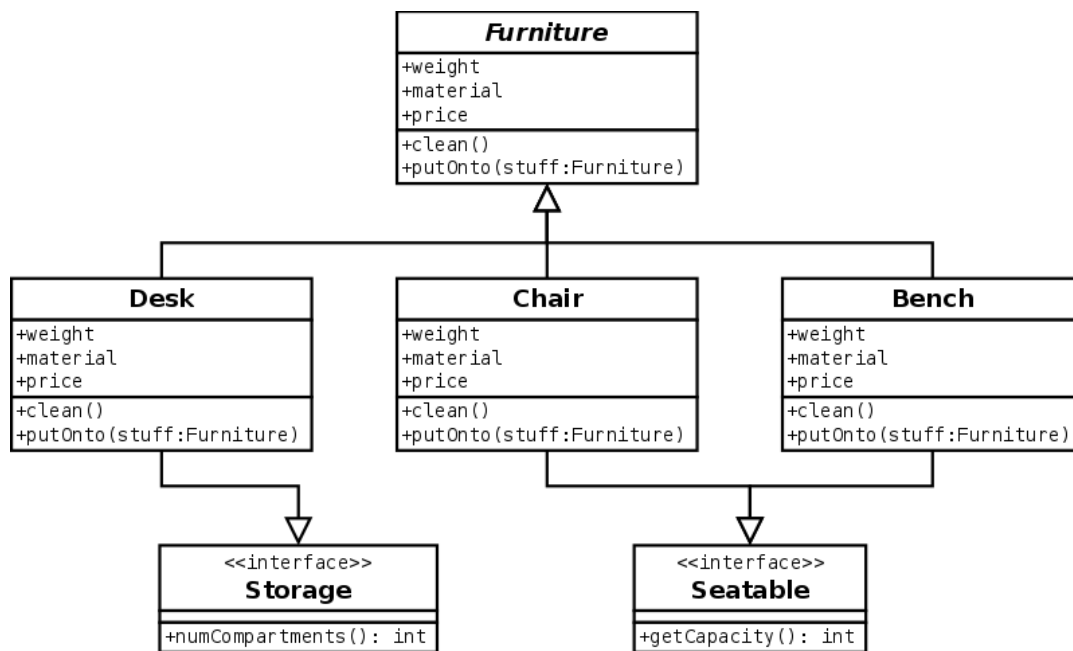 Furniture
+weight
+material
+price
+clean()
+putOnto(stuff:Furniture)
Desk
+weight
+material
+price
+clean()
+putOnto(stuff:Furniture)
Chair
+weight
+material
+price
+clean()
+putOnto(stuff:Furniture)
Bench
+weight
+material
+price
+clean()
+putOnto(stuff:Furniture)
<<interface>>
Storage
+numCompartments(): int
<<interface>>
Seatable
+getCapacity(): int